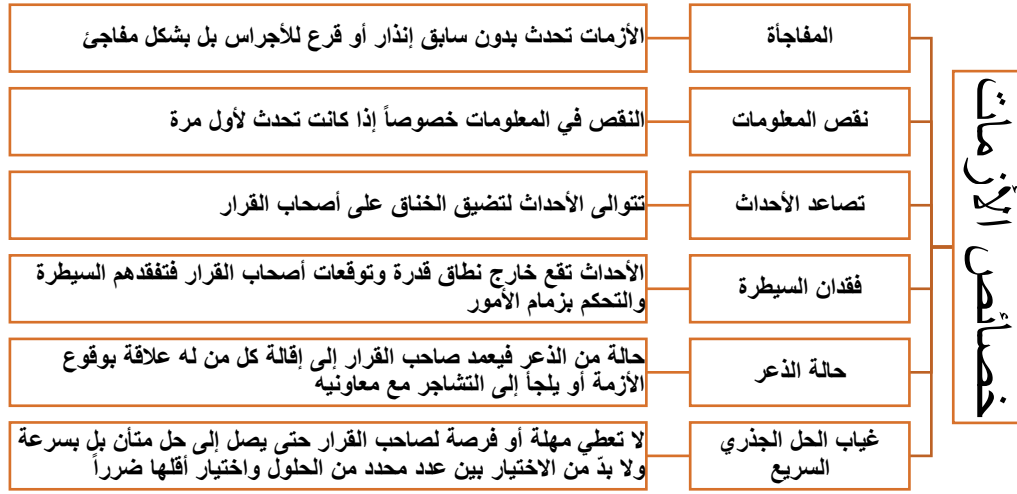 خصائص الأزمات
المفاجأة
الأزمات تحدث بدون سابق إنذار أو قرع للأجراس بل بشكل مفاجئ
نقص المعلومات
النقص في المعلومات خصوصاً إذا كانت تحدث لأول مرة
تصاعد الأحداث
تتوالى الأحداث لتضيق الخناق على أصحاب القرار
فقدان السيطرة
الأحداث تقع خارج نطاق قدرة وتوقعات أصحاب القرار فتفقدهم السيطرة
والتحكم بزمام الأمور
حالة الذعر
حالة من الذعر فيعمد صاحب القرار إلى إقالة كل من له علاقة بوقوع
الأزمة أو يلجأ إلى التشاجر مع معاونيه
غياب الحل الجذري
السريع
لا تعطي مهلة أو فرصة لصاحب القرار حتى يصل إلى حل متأن بل بسرعة
ولا بدّ من الاختيار بين عدد محدد من الحلول واختيار أقلها ضرراً